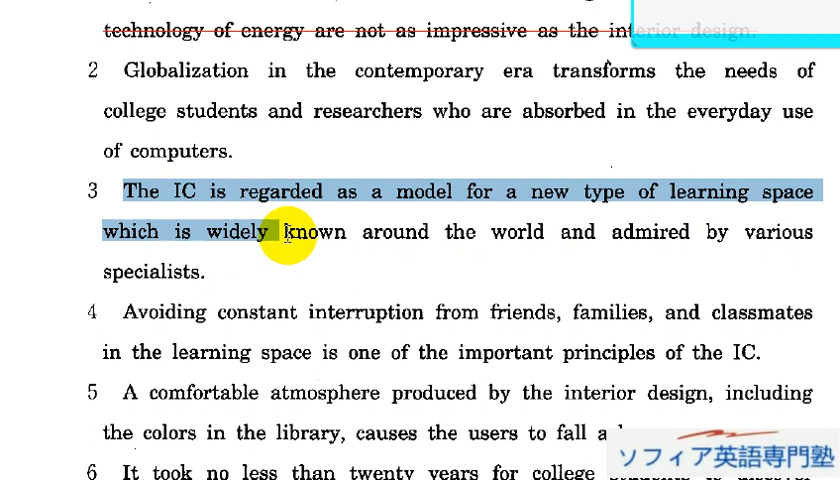 technology of energy are not as impressive as the interior design.
2 Globalization in the contemporary era transforms the needs of
college students and researchers who are absorbed in the everyday use
of computers.
3 The IC is regarded as a model for a new type of learning space
which is widely known around the world and admired by various
specialists.
4 Avoiding constant interruption from friends, families, and classmates
in the learning space is one of the important principles of the IC.
5 A comfortable atmosphere produced by the interior design, including
the colors in the library, causes the users to fall
6 It took no less than twenty years for college
ソフィア英語専門塾